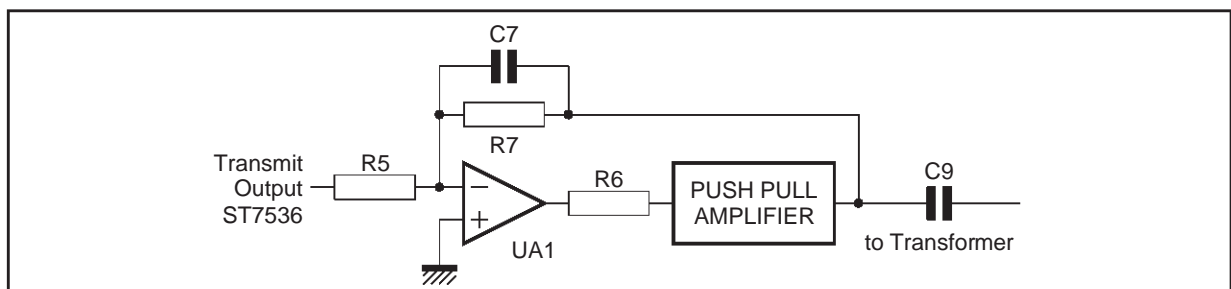 C7
R7
Transmit
Output
ST7536
R5
−
+
UA1
R6
PUSH PULL
AMPLIFIER
C9
to Transformer